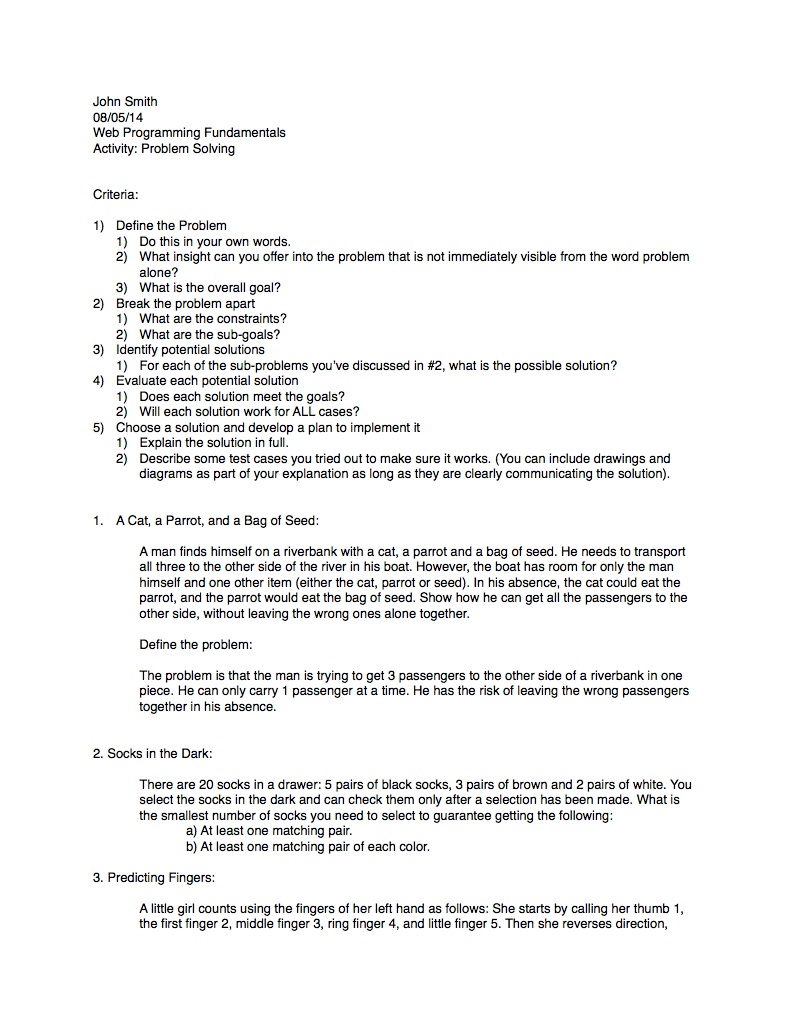 John Smith
08/05/14
Web Programming Fundamentals
Activity: Problem Solving
Criteria:
1) Define the Problem
1) Do this in your own words.
2) What insight can you offer into the problem that is not immediately visible from the word problem
alone?
3) What is the overall goal?
2) Break the problem apart
1) What are the constraints?
2) What are the sub-goals?
3) Identify potential solutions
1) For each of the sub-problems you've discussed in #2, what is the possible solution?
4) Evaluate each potential solution
1) Does each solution meet the goals?
2) Will each solution work for ALL cases?
5) Choose a solution and develop a plan to implement it
1) Explain the solution in full.
2) Describe some test cases you tried out to make sure it works. (You can include drawings and
diagrams as part of your explanation as long as they are clearly communicating the solution).
1. A Cat, a Parrot, and a Bag of Seed:
A man finds himself on a riverbank with a cat, a parrot and a bag of seed. He needs to transport
all three to the other side of the river in his boat. However, the boat has room for only the man
himself and one other item (either the cat, parrot or seed). In his absence, the cat could eat the
parrot, and the parrot would eat the bag of seed. Show how he can get all the passengers to the
other side, without leaving the wrong ones alone together.
Define the problem:
The problem is that the man is trying to get 3 passengers to the other side of a riverbank in one
piece. He can only carry 1 passenger at a time. He has the risk of leaving the wrong passengers
together in his absence.
2. Socks in the Dark:
There are 20 socks in a drawer: 5 pairs of black socks, 3 pairs of brown and 2 pairs of white. You
select the socks in the dark and can check them only after a selection has been made. What is
the smallest number of socks you need to select to guarantee getting the following:
a) At least one matching pair.
b) At least one matching pair of each color.
3. Predicting Fingers:
A little girl counts using the fingers of her left hand as follows: She starts by calling her thumb 1,
the first finger 2, middle finger 3, ring finger 4, and little finger 5. Then she reverses direction,